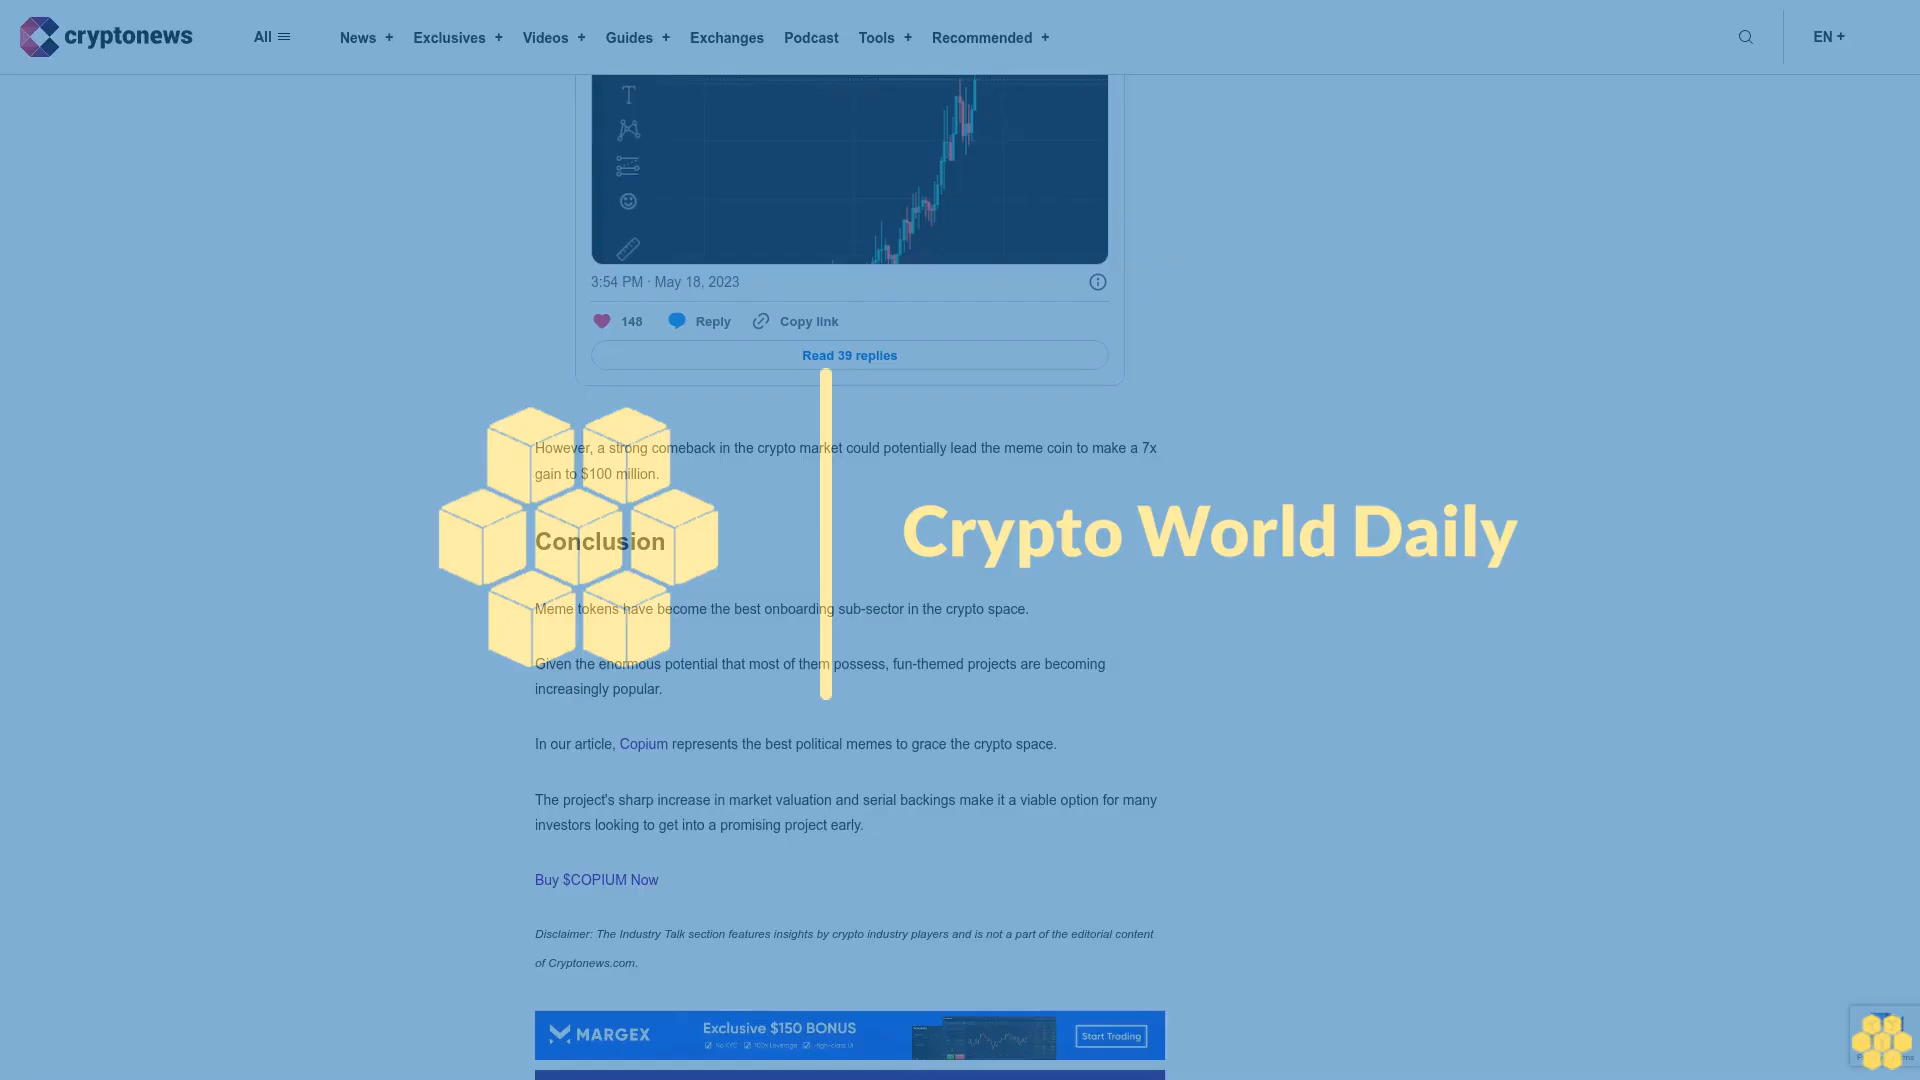 cryptonews
All
News +
Exclusives +
Videos +
Guides +
Exchanges
Podcast
Tools +
Recommended +
EN +
3:54 PM · May 18, 2023
148
Reply
Copy link
Read 39 replies
However, a strong comeback in the crypto market could potentially lead the meme coin to make a 7x
gain to $100 million.
Conclusion
Crypto World Daily
Meme tokens have become the best onboarding sub-sector in the crypto space.
Given the enormous potential that most of them possess, fun-themed projects are becoming
increasingly popular.
In our article, Copium represents the best political memes to grace the crypto space.
The project's sharp increase in market valuation and serial backings make it a viable option for many
investors looking to get into a promising project early.
Buy $COPIUM Now
Disclaimer: The Industry Talk section features insights by crypto industry players and is not a part of the editorial content
of Cryptonews.com.
MARGEX
Exclusive $150 BONUS
No KYC
100x Leverage
High-class UI
Start Trading